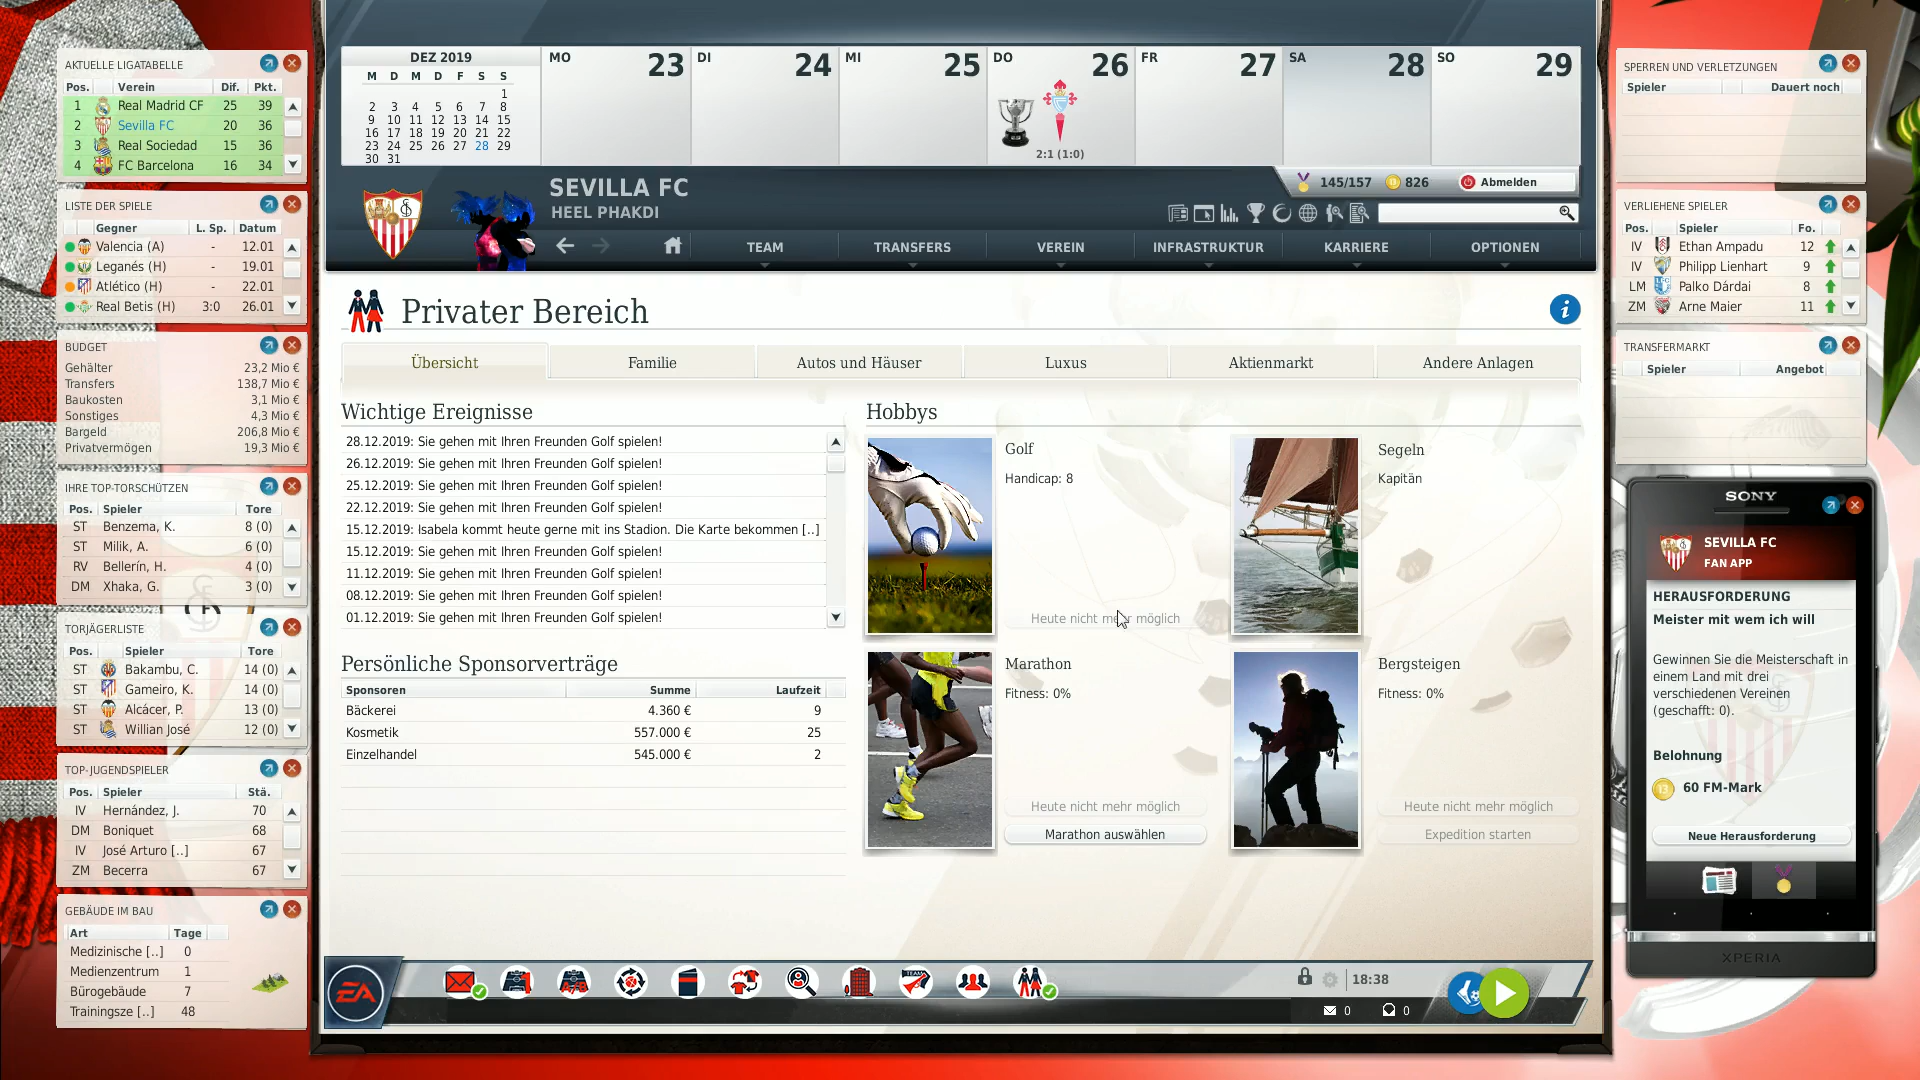 AKTUELLE LIGATABELLE
Pos. Verein Dif. Pkt.
1 Real Madrid CF 25 39
2 Sevilla FC 20 36
3 Real Sociedad 15 36
4 FC Barcelona 16 34
LISTE DER SPIELE
Gegner L. Sp. Datum
Valencia (A) - 12.01
Leganés (H) - 19.01
Atlético (H) - 22.01
Real Betis (H) 3:0 26.01
BUDGET
Gehälter 23,2 Mio €
Transfers 138,7 Mio €
Baukosten 3,1 Mio €
Sonstiges 4,3 Mio €
Bargeld 206,8 Mio €
Privatvermögen 19,3 Mio €
IHRE TOP-TORSCHÜTZEN
Pos. Spieler Tore
ST Benzema, K. 8 (0)
ST Milik, A. 6 (0)
RV Bellerín, H. 4 (0)
DM Xhaka, G. 3 (0)
TORJÄGERLISTE
Pos. Spieler Tore
ST Bakambu, C. 14 (0)
ST Gameiro, K. 14 (0)
ST Alcácer, P. 13 (0)
ST Willian José 12 (0)
TOP-JUGENDSPIELER
Pos. Spieler Stä.
IV Hernández, J. 70
DM Boniquet 68
IV José Arturo [..] 67
ZM Becerra 67
GEBÄUDE IM BAU
Art Tage
Medizinische [..] 0
Medienzentrum 1
Bürogebäude 7
Trainingsze [..] 48
DEZ 2019
M D M D F S S
1
2 3 4 5 6 7 8
9 10 11 12 13 14 15
16 17 18 19 20 21 22
23 24 25 26 27 28 29
30 31
MO 23
DI 24
MI 25
DO 26
2:1 (1:0)
FR 27
SA 28
SO 29
SEVILLA FC
HEEL PHAKDI
145/157 826 Abmelden
TEAM TRANSFERS VEREIN INFRASTRUKTUR KARRIERE OPTIONEN
Privater Bereich
Übersicht Familie Autos und Häuser Luxus Aktienmarkt Andere Anlagen
Wichtige Ereignisse
28.12.2019: Sie gehen mit Ihren Freunden Golf spielen!
26.12.2019: Sie gehen mit Ihren Freunden Golf spielen!
25.12.2019: Sie gehen mit Ihren Freunden Golf spielen!
22.12.2019: Sie gehen mit Ihren Freunden Golf spielen!
15.12.2019: Isabela kommt heute gerne mit ins Stadion. Die Karte bekommen [..]
15.12.2019: Sie gehen mit Ihren Freunden Golf spielen!
11.12.2019: Sie gehen mit Ihren Freunden Golf spielen!
08.12.2019: Sie gehen mit Ihren Freunden Golf spielen!
01.12.2019: Sie gehen mit Ihren Freunden Golf spielen!
Persönliche Sponsorverträge
Sponsoren Summe Laufzeit
Bäckerei 4.360 € 9
Kosmetik 557.000 € 25
Einzelhandel 545.000 € 2
Hobbys
Golf
Handicap: 8
Heute nicht mehr möglich
Segeln
Kapitän
Marathon
Fitness: 0%
Heute nicht mehr möglich
Marathon auswählen
Bergsteigen
Fitness: 0%
Heute nicht mehr möglich
Expedition starten
EA
18:38
0 0
SPERREN UND VERLETZUNGEN
Spieler Dauert noch
VERLIEHENE SPIELER
Pos. Spieler Fo.
IV Ethan Ampadu 12
IV Philipp Lienhart 9
LM Palko Dárdai 8
ZM Arne Maier 11
TRANSFERMARKT
Spieler Angebot
SONY
SEVILLA FC
FAN APP
HERAUSFORDERUNG
Meister mit wem ich will
Gewinnen Sie die Meisterschaft in
einem Land mit drei
verschiedenen Vereinen
(geschafft: 0).
Belohnung
60 FM-Mark
Neue Herausforderung
XPERIA